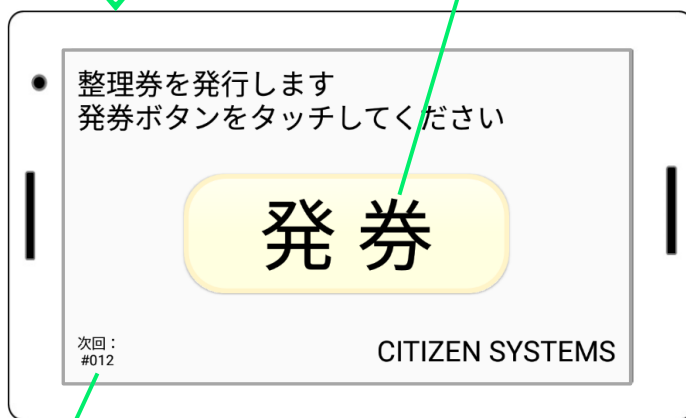 整理券を発行します
発券ボタンをタッチしてください
発券
次回：
#012
CITIZEN SYSTEMS